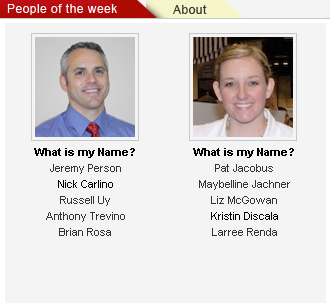 People of the week
About
What is my Name?
Jeremy Person
Nick Carlino
Russell Uy
Anthony Trevino
Brian Rosa
What is my Name?
Pat Jacobus
Maybelline Jachner
Liz McGowan
Kristin Discala
Larree Renda